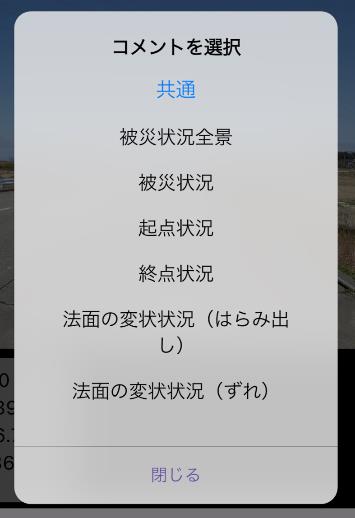 コメントを選択
共通
被災状況全景
被災状況
起点状況
終点状況
法面の変状状況（はらみ出
し）
法面の変状状況（ずれ）
閉じる